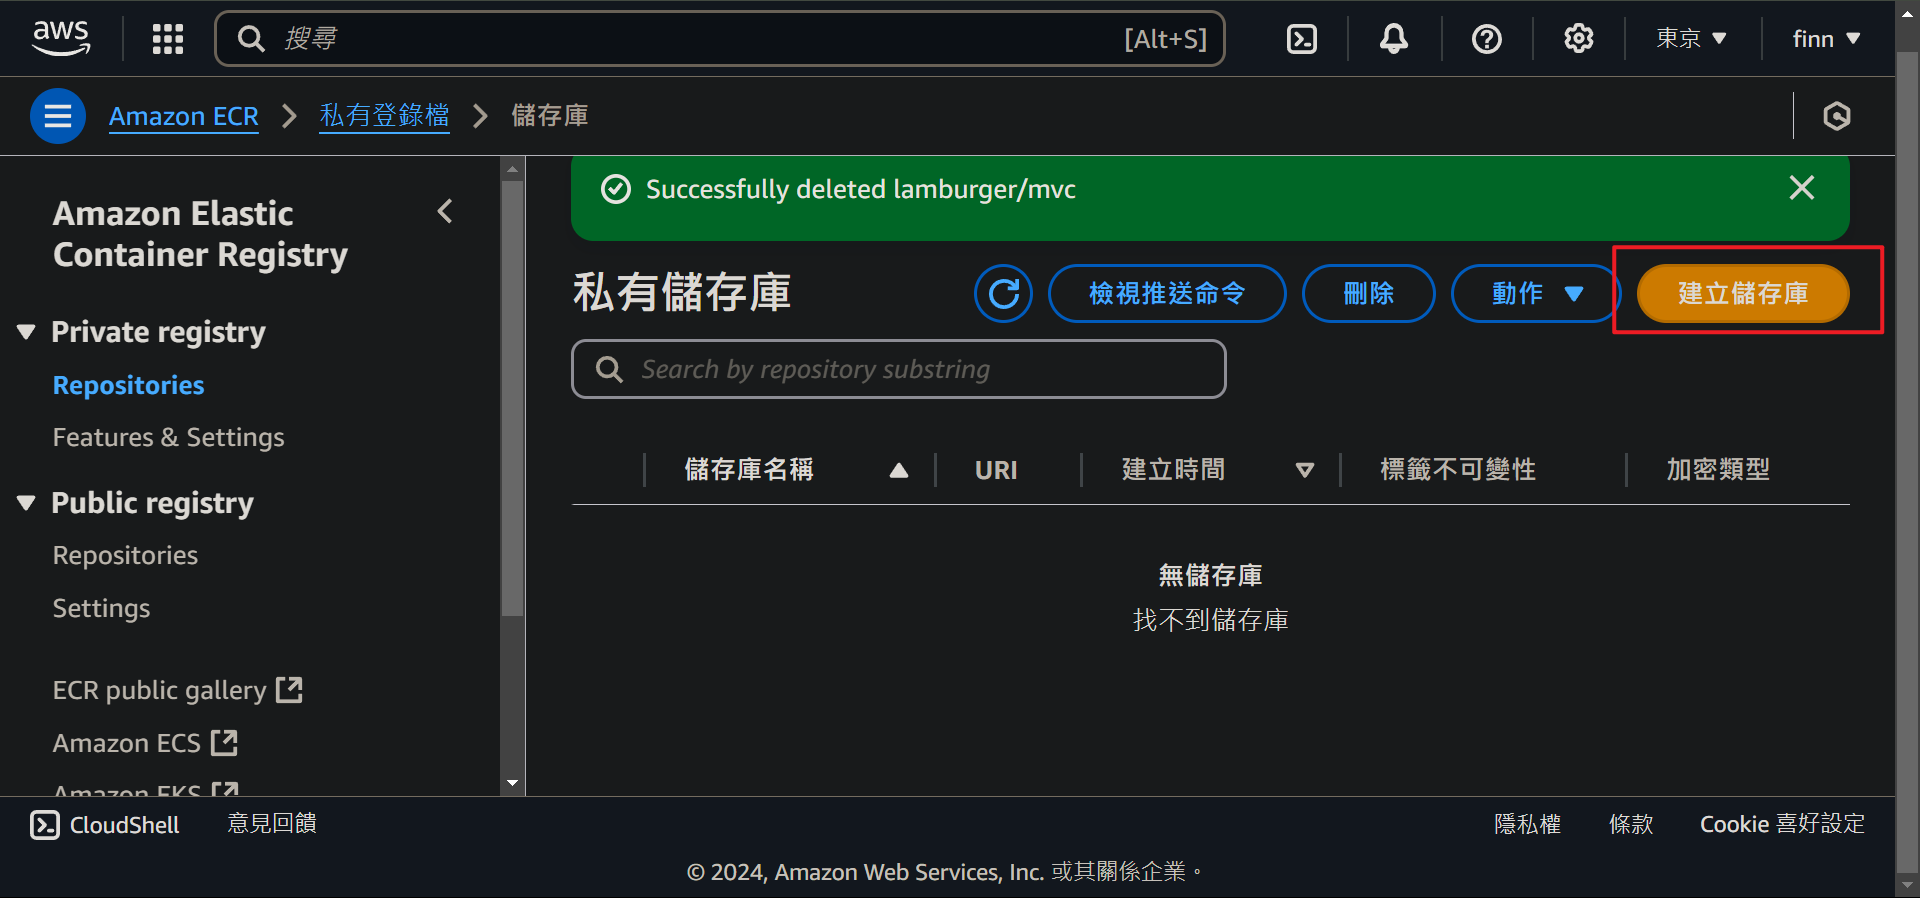 aws
搜尋
[Alt+S]
東京
finn
Amazon ECR
私有登錄檔
儲存庫
Amazon Elastic
Container Registry
Private registry
Repositories
Features & Settings
Public registry
Repositories
Settings
ECR public gallery
Amazon ECS
Amazon EKS
Successfully deleted lamburger/mvc
私有儲存庫
檢視推送命令
刪除
動作
建立儲存庫
Search by repository substring
儲存庫名稱
URI
建立時間
標籤不可變性
加密類型
無儲存庫
找不到儲存庫
CloudShell
意見回饋
隱私權
條款
Cookie 喜好設定
© 2024, Amazon Web Services, Inc. 或其關係企業。